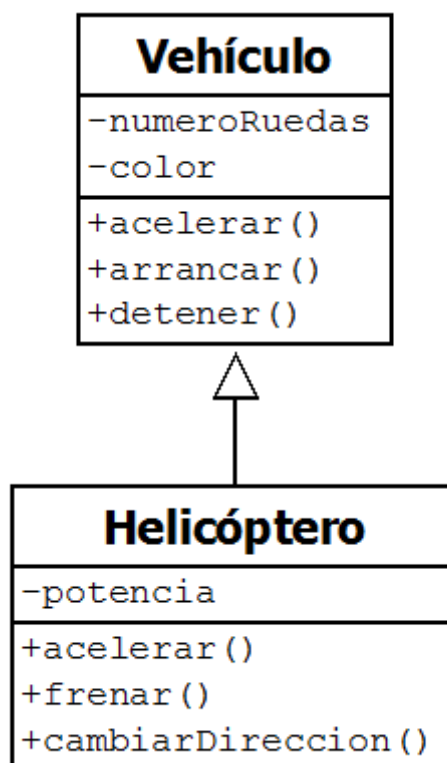 Vehículo
-numeroRuedas
-color
+acelerar()
+arrancar()
+detener()
Helicóptero
-potencia
+acelerar()
+frenar()
+cambiarDireccion()